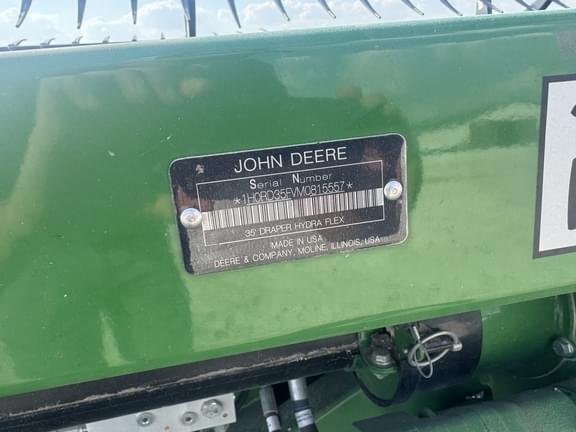 JOHN DEERE
Serial Number
*1H0RD35FVM0815557*
35' DRAPER HYDRA FLEX
MADE IN USA
DEERE & COMPANY, MOLINE, ILLINOIS, USA